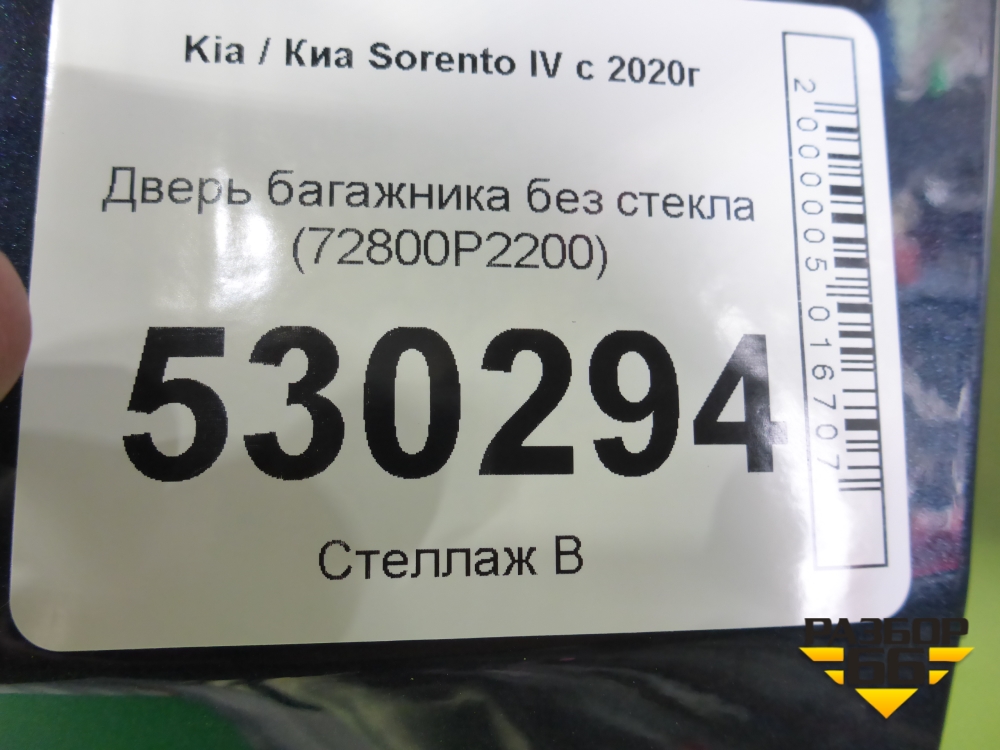 Kia / Киа Sorento IV с 2020г
Дверь багажника без стекла
(72800P2200)
530294
Стеллаж В
2000005016707
РАЗБОР
66